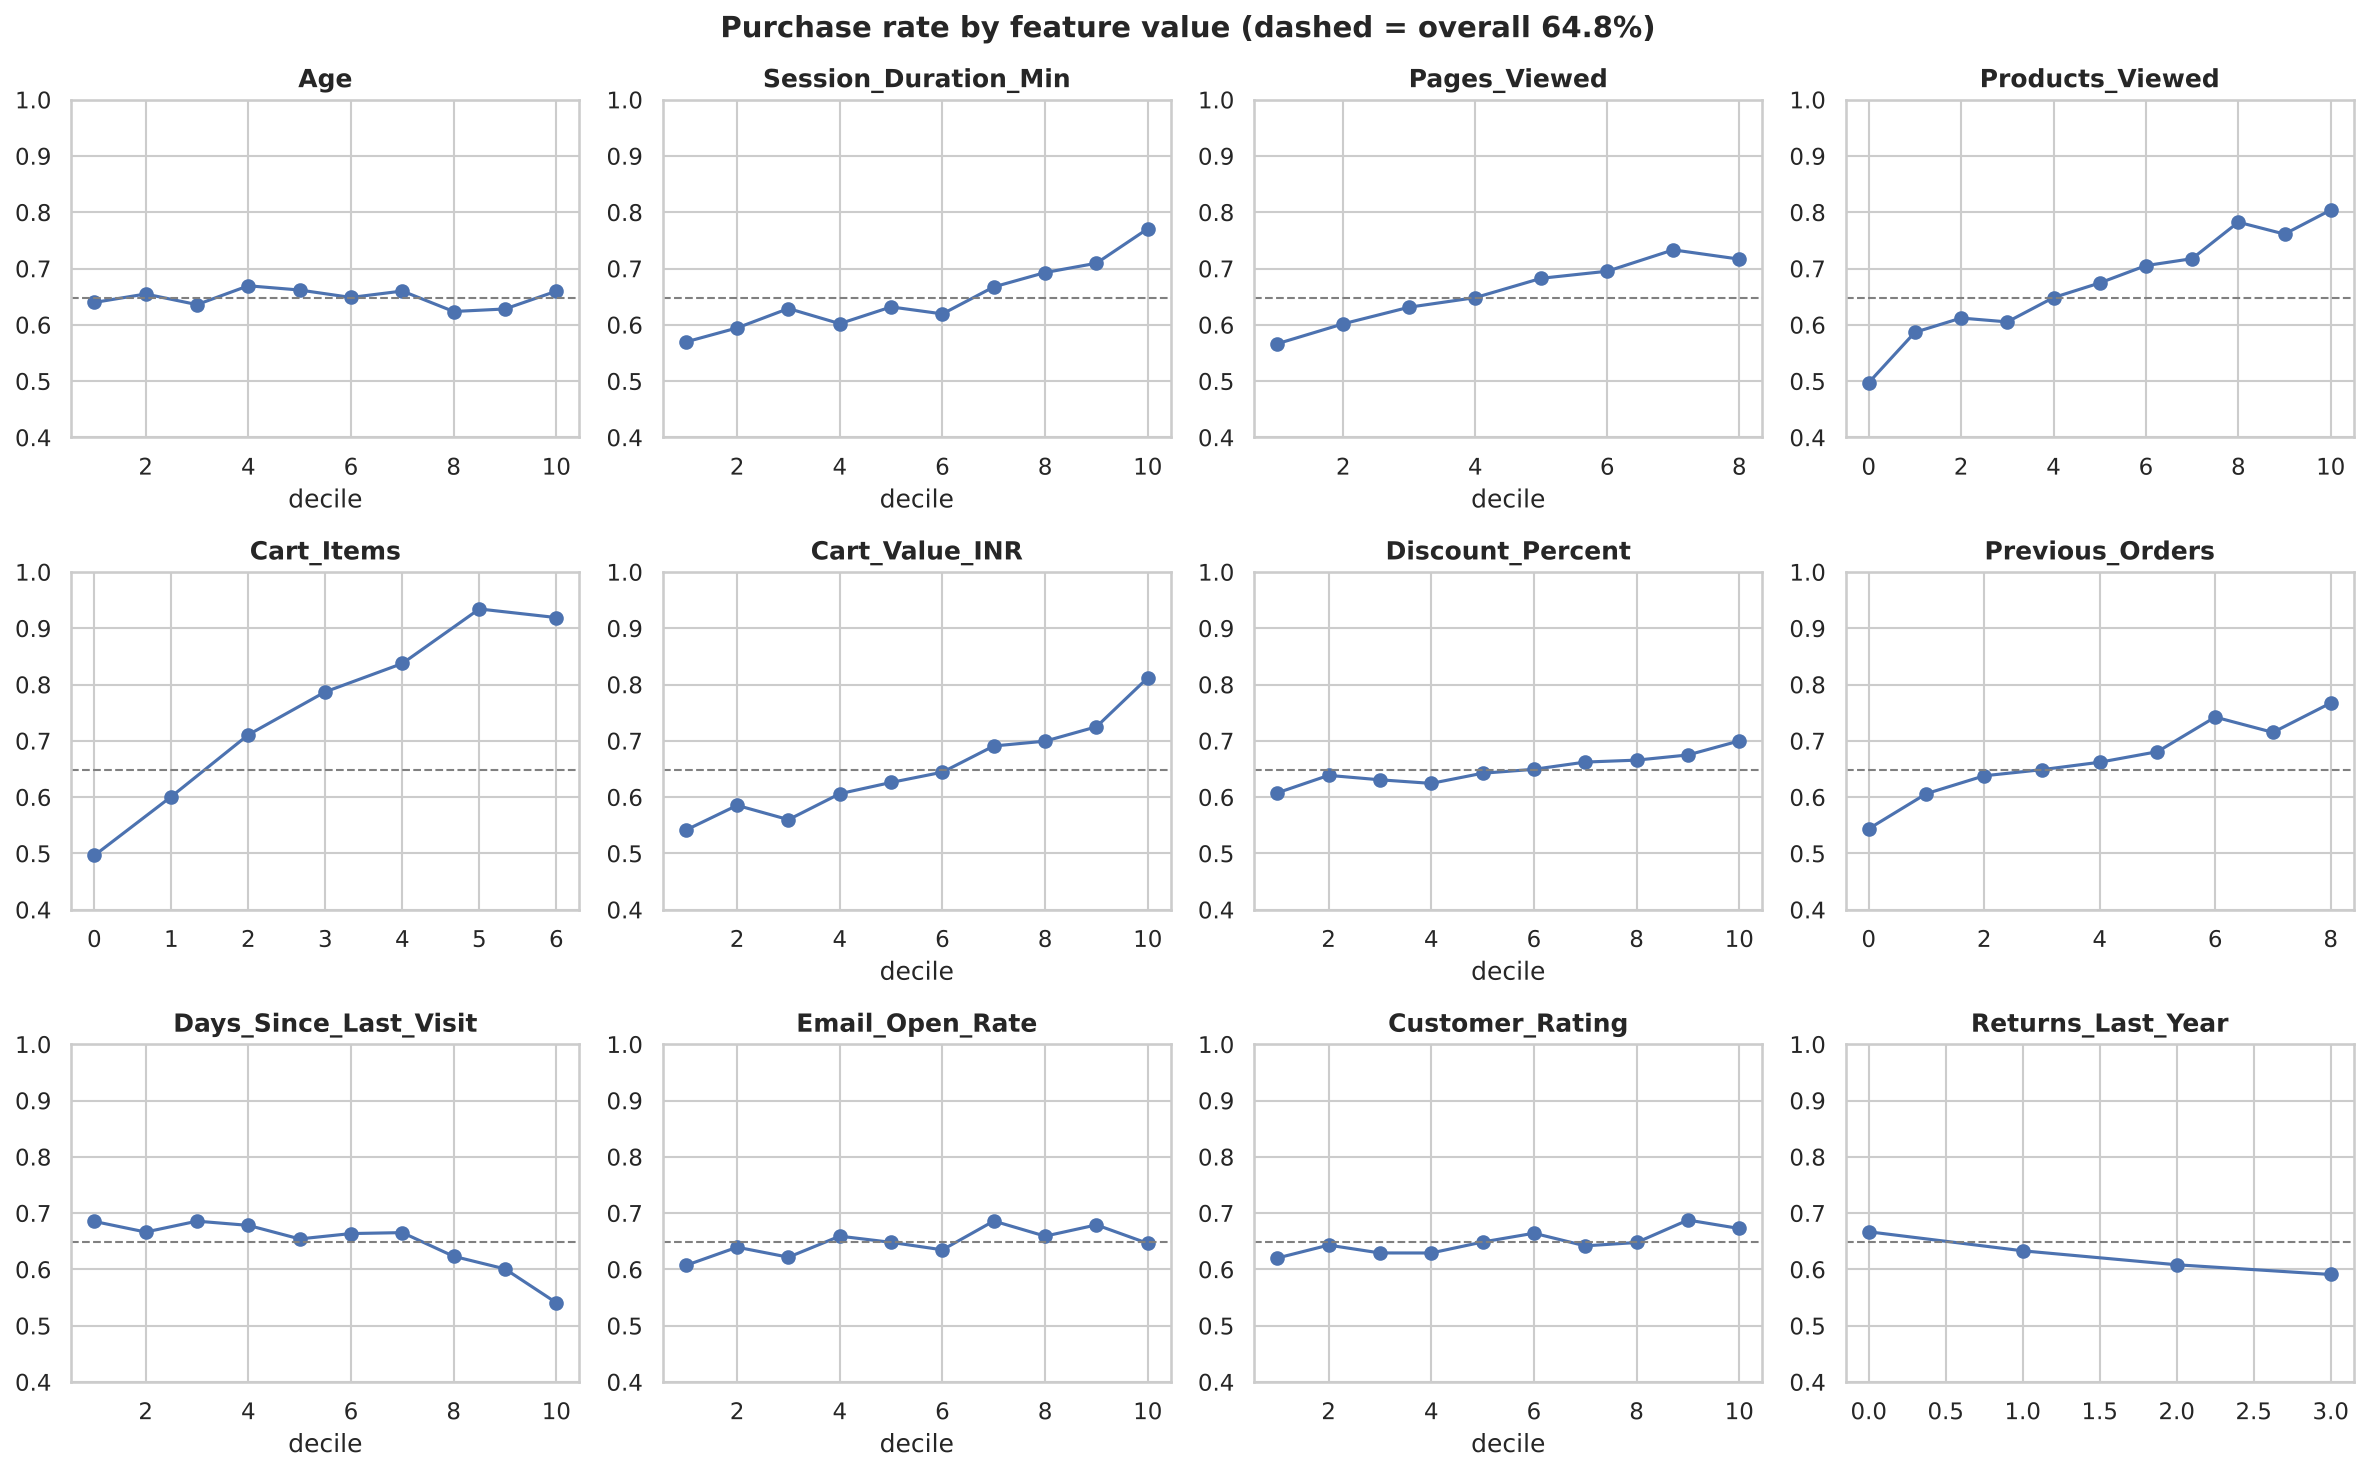 Purchase rate by feature value (dashed = overall 64.8%)
Age
Session_Duration_Min
Pages_Viewed
Products_Viewed
1.0
0.9
0.8
0.7
0.6
0.5
0.4
2 4 6 8 10
decile
1.0
0.9
0.8
0.7
0.6
0.5
0.4
2 4 6 8 10
decile
1.0
0.9
0.8
0.7
0.6
0.5
0.4
2 4 6 8
decile
1.0
0.9
0.8
0.7
0.6
0.5
0.4
0 2 4 6 8 10
Cart_Items
Cart_Value_INR
Discount_Percent
Previous_Orders
1.0
0.9
0.8
0.7
0.6
0.5
0.4
0 1 2 3 4 5 6
1.0
0.9
0.8
0.7
0.6
0.5
0.4
2 4 6 8 10
decile
1.0
0.9
0.8
0.7
0.6
0.5
0.4
2 4 6 8 10
decile
1.0
0.9
0.8
0.7
0.6
0.5
0.4
0 2 4 6 8
Days_Since_Last_Visit
Email_Open_Rate
Customer_Rating
Returns_Last_Year
1.0
0.9
0.8
0.7
0.6
0.5
0.4
2 4 6 8 10
decile
1.0
0.9
0.8
0.7
0.6
0.5
0.4
2 4 6 8 10
decile
1.0
0.9
0.8
0.7
0.6
0.5
0.4
2 4 6 8 10
decile
1.0
0.9
0.8
0.7
0.6
0.5
0.4
0.0 0.5 1.0 1.5 2.0 2.5 3.0